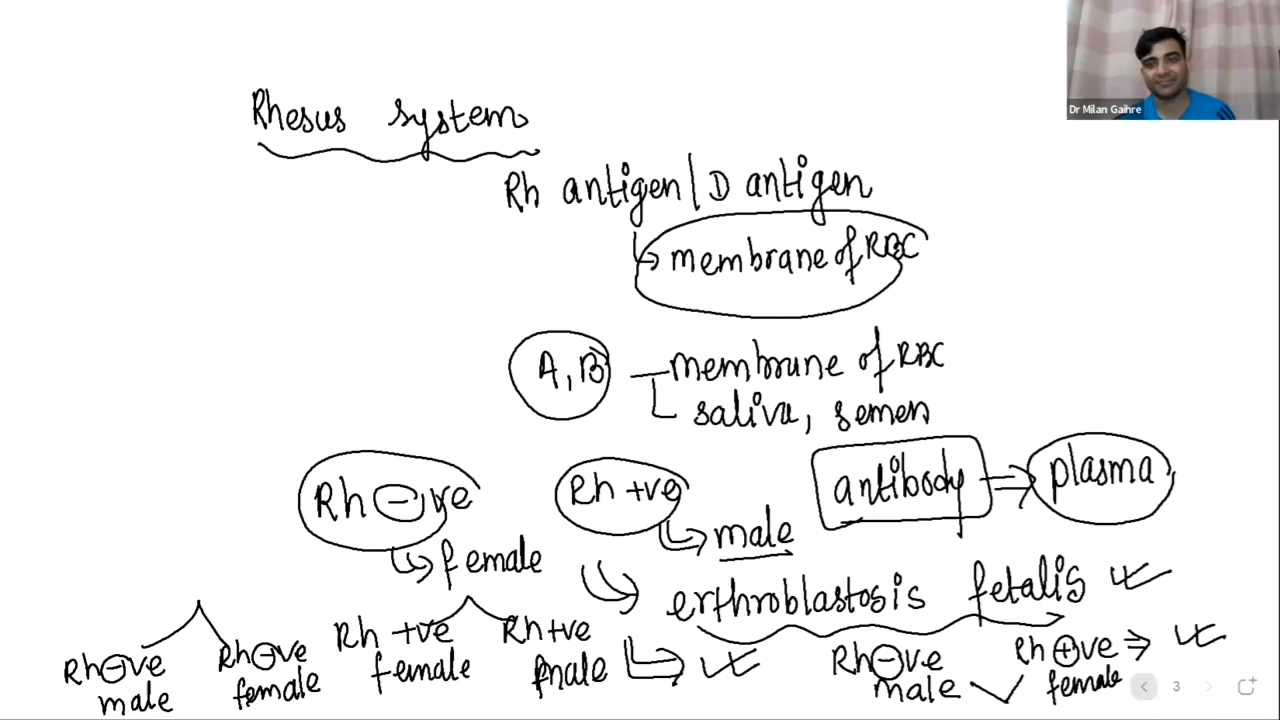 Dr Milan Gaihre
Rhesus system
Rh antigen/D antigen
membrane of RBC
A, B membrane of RBC
saliva, semen
Rh -ve Rh +ve antibody ⇒ plasma
female male
erthroblastosis fetalis
Rh -ve male Rh -ve female Rh +ve female Rh +ve male
Rh -ve male Rh +ve female ⇒
3